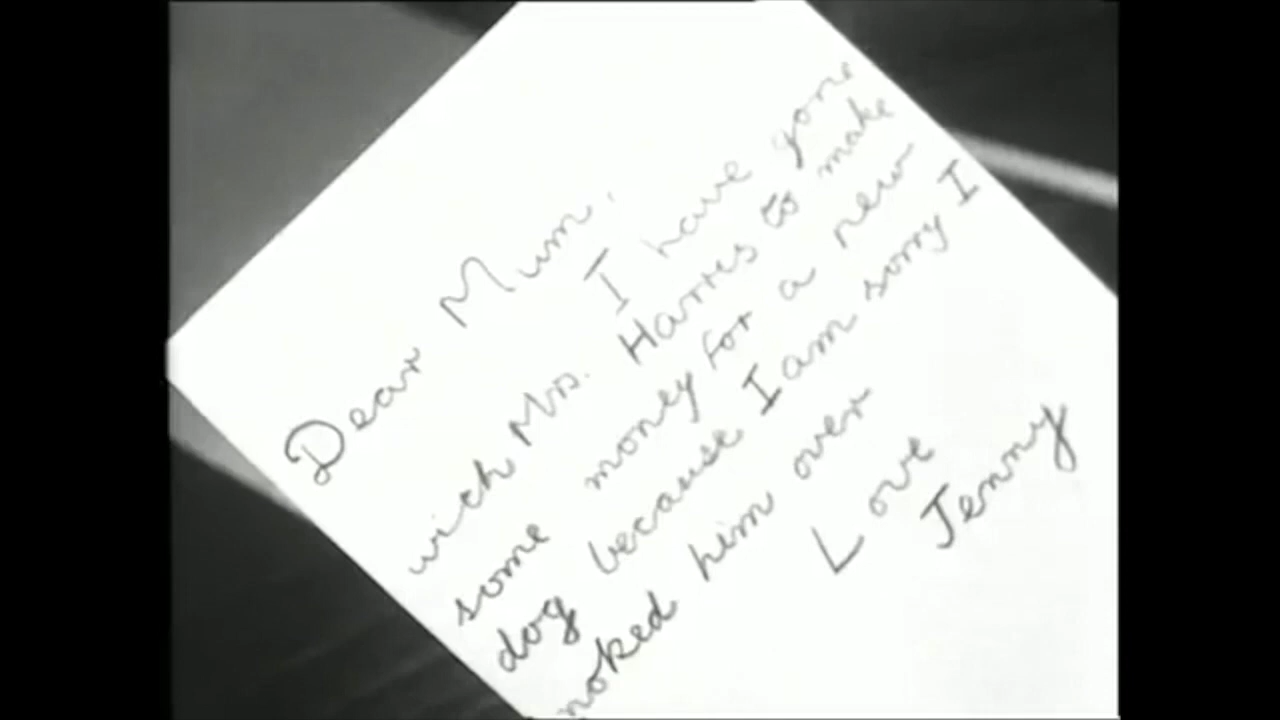 Dear Mum,
I have gone
with Mrs. Harris to make
some money for a new
dog because I am sorry I
noked him over
Love
Jenny